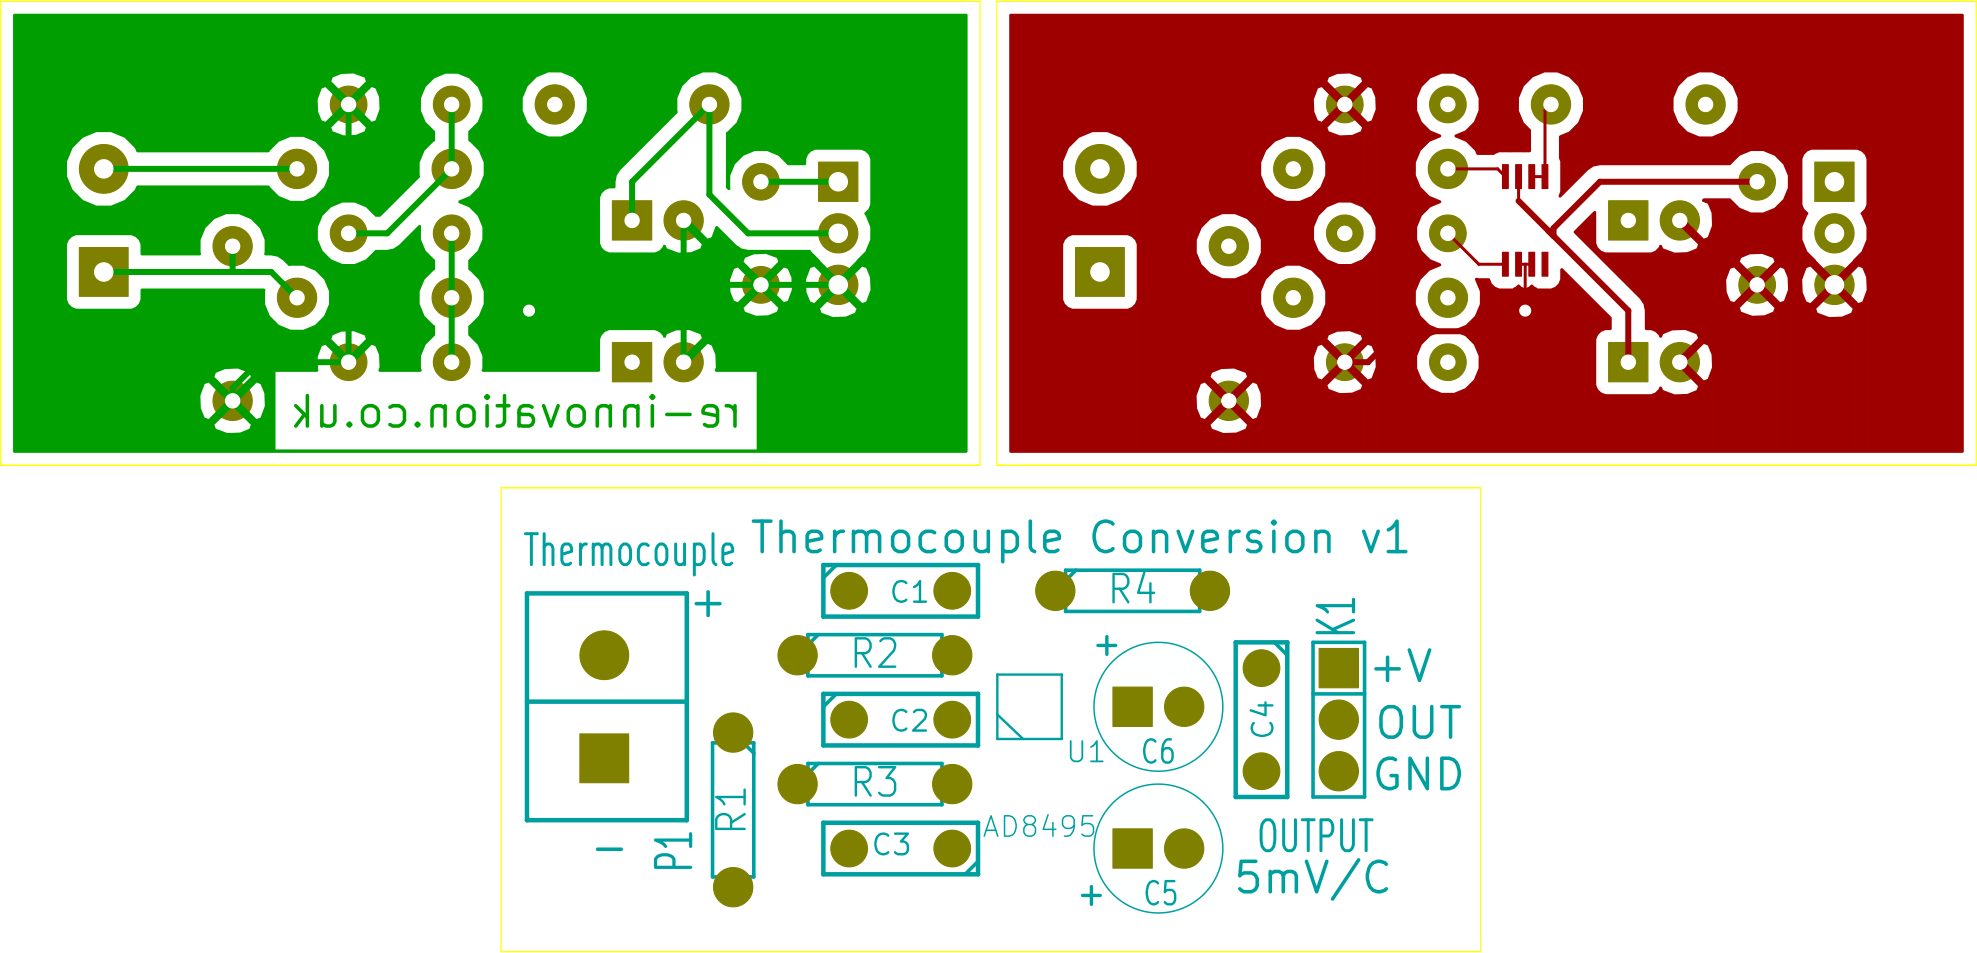 re-innovation.co.uk
Thermocouple
Thermocouple Conversion v1
C1
R4
K1
+
R2
+
+V
C2
OUT
U1
C6
C4
GND
R3
R1
AD8495
OUTPUT
-
P1
C3
5mV/C
+
C5